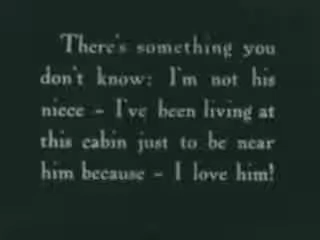 There's something you
don't know: I'm not his
niece - I've been living at
this cabin just to be near
him because - I love him!